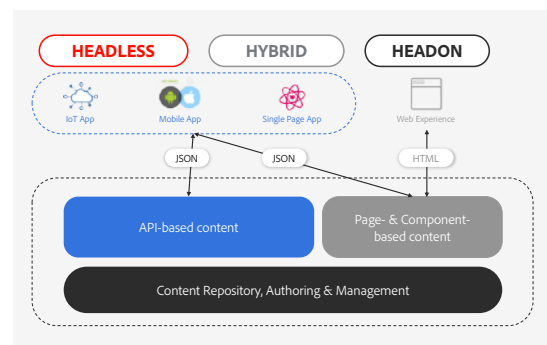 HEADLESS
HYBRID
HEADON
IoT App
Mobile App
Single Page App
Web Experience
JSON
JSON
HTML
API-based content
Page- & Component-
based content
Content Repository, Authoring & Management